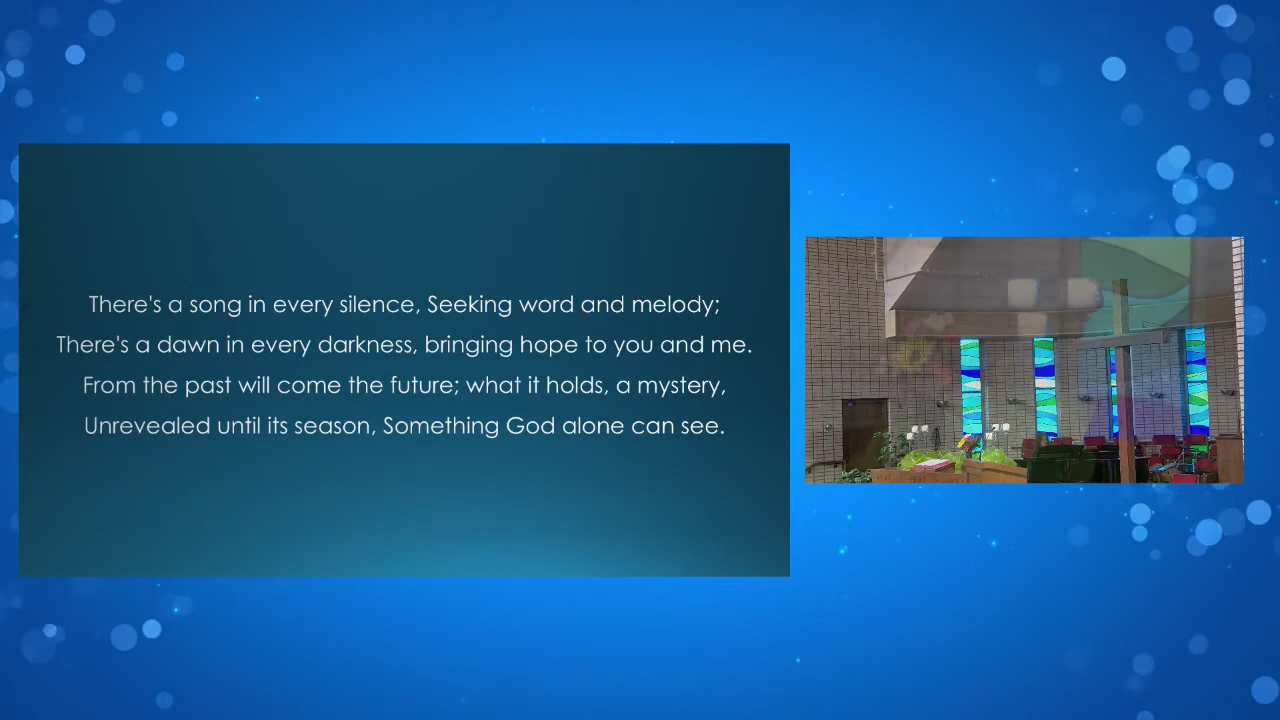 There's a song in every silence, Seeking word and melody;
There's a dawn in every darkness, bringing hope to you and me.
From the past will come the future; what it holds, a mystery,
Unrevealed until its season, Something God alone can see.